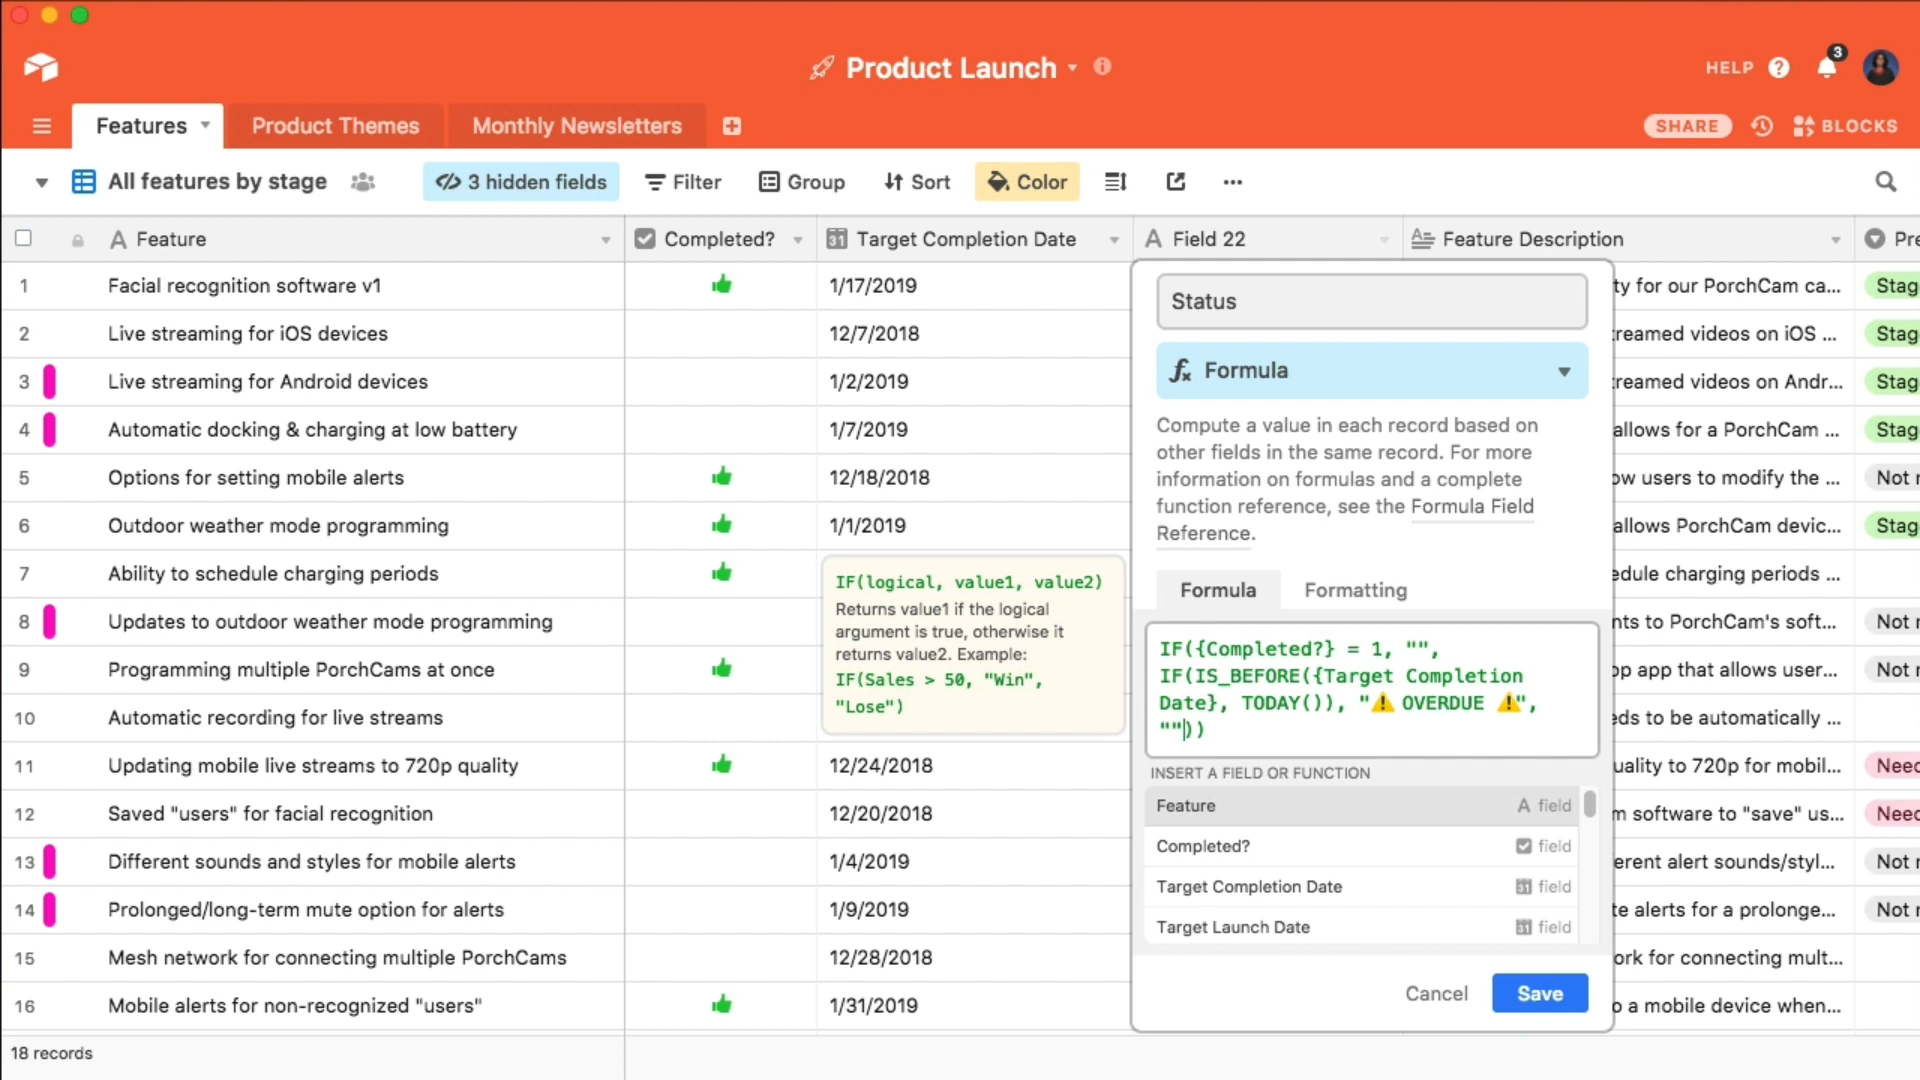 Product Launch
HELP
3
Features
Product Themes
Monthly Newsletters
SHARE
BLOCKS
All features by stage
3 hidden fields
Filter
Group
Sort
Color
...
Feature
Completed?
31 Target Completion Date
A Field 22
Feature Description
Pre
1 Facial recognition software v1 1/17/2019 ty for our PorchCam ca... Stag
2 Live streaming for iOS devices 12/7/2018 reamed videos on iOS ... Stag
3 Live streaming for Android devices 1/2/2019 reamed videos on Andr... Stag
4 Automatic docking & charging at low battery 1/7/2019 allows for a PorchCam ... Stag
5 Options for setting mobile alerts 12/18/2018 ow users to modify the ... Not r
6 Outdoor weather mode programming 1/1/2019 allows PorchCam devic... Stag
7 Ability to schedule charging periods edule charging periods ...
8 Updates to outdoor weather mode programming nts to PorchCam's soft... Not r
9 Programming multiple PorchCams at once op app that allows user... Not r
10 Automatic recording for live streams eds to be automatically ...
11 Updating mobile live streams to 720p quality 12/24/2018 uality to 720p for mobil... Need
12 Saved "users" for facial recognition 12/20/2018 m software to "save" us... Need
13 Different sounds and styles for mobile alerts 1/4/2019 erent alert sounds/styl... Not r
14 Prolonged/long-term mute option for alerts 1/9/2019 te alerts for a prolonge... Not r
15 Mesh network for connecting multiple PorchCams 12/28/2018 ork for connecting mult...
16 Mobile alerts for non-recognized "users" 1/31/2019 o a mobile device when...
18 records
IF(logical, value1, value2)
Returns value1 if the logical
argument is true, otherwise it
returns value2. Example:
IF(Sales > 50, "Win",
"Lose")
Status
Formula
Compute a value in each record based on
other fields in the same record. For more
information on formulas and a complete
function reference, see the Formula Field
Reference.
Formula
Formatting
IF({Completed?} = 1, "",
IF(IS_BEFORE({Target Completion
Date}, TODAY()), "⚠️ OVERDUE ⚠️",
""))
INSERT A FIELD OR FUNCTION
Feature A field
Completed? field
Target Completion Date 31 field
Target Launch Date 31 field
Cancel
Save